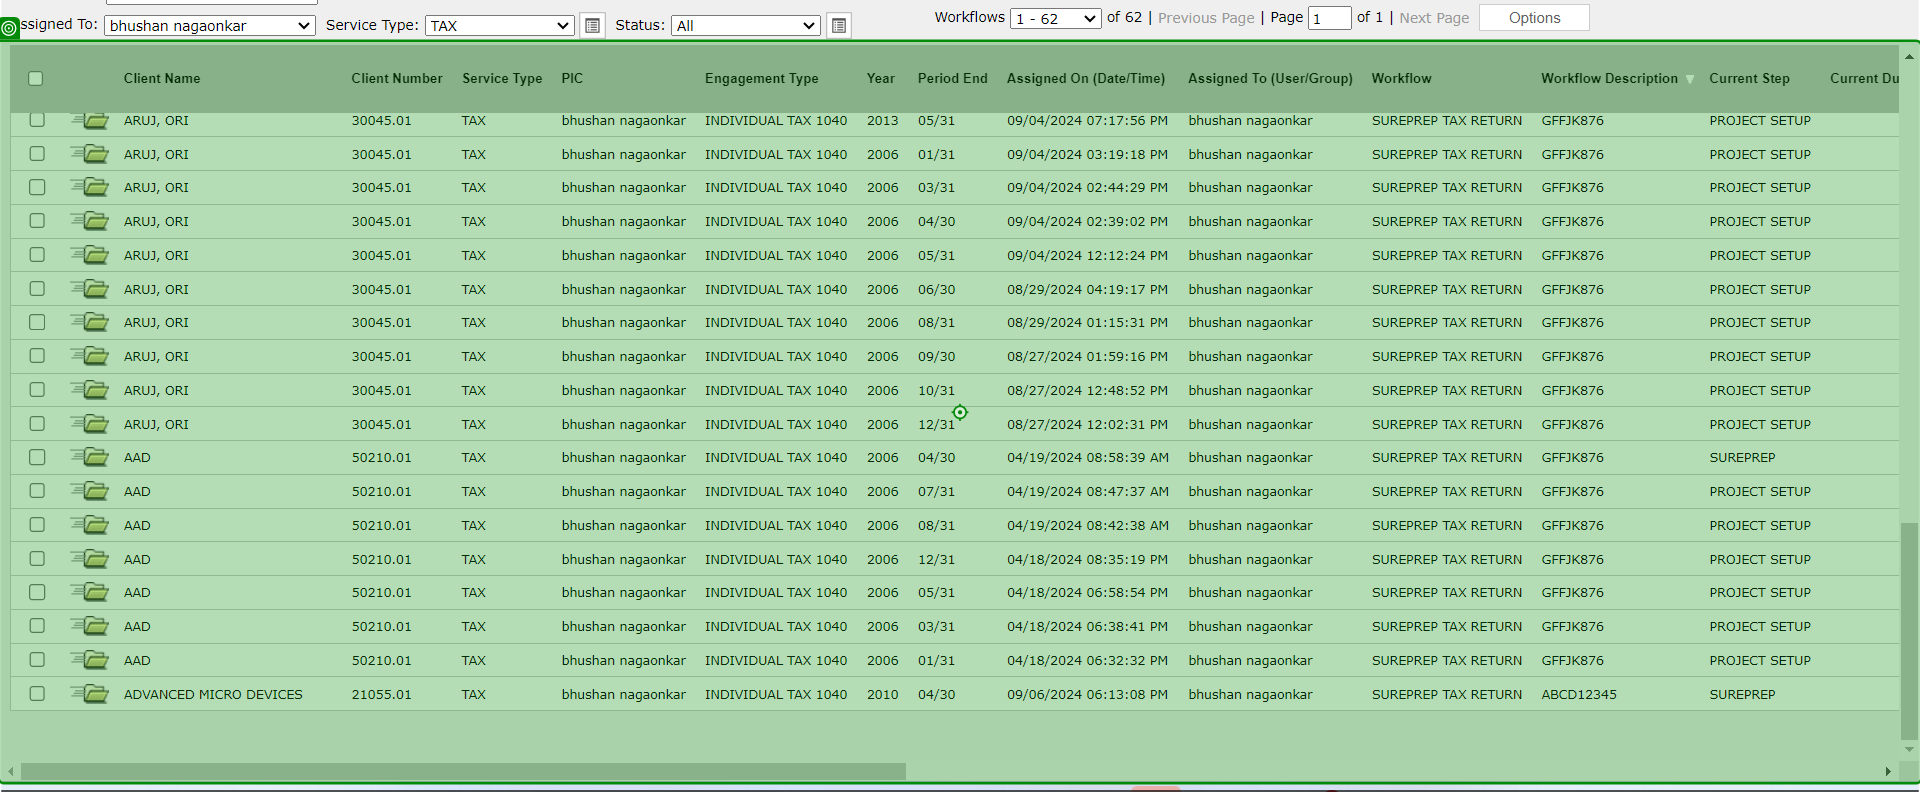 ssigned To: bhushan nagaonkar Service Type: TAX Status: All Workflows 1 - 62 of 62 | Previous Page | Page 1 of 1 | Next Page Options
Client Name Client Number Service Type PIC Engagement Type Year Period End Assigned On (Date/Time) Assigned To (User/Group) Workflow Workflow Description Current Step Current Du
ARUJ, ORI 30045.01 TAX bhushan nagaonkar INDIVIDUAL TAX 1040 2013 05/31 09/04/2024 07:17:56 PM bhushan nagaonkar SUREPREP TAX RETURN GFFJK876 PROJECT SETUP
ARUJ, ORI 30045.01 TAX bhushan nagaonkar INDIVIDUAL TAX 1040 2006 01/31 09/04/2024 03:19:18 PM bhushan nagaonkar SUREPREP TAX RETURN GFFJK876 PROJECT SETUP
ARUJ, ORI 30045.01 TAX bhushan nagaonkar INDIVIDUAL TAX 1040 2006 03/31 09/04/2024 02:44:29 PM bhushan nagaonkar SUREPREP TAX RETURN GFFJK876 PROJECT SETUP
ARUJ, ORI 30045.01 TAX bhushan nagaonkar INDIVIDUAL TAX 1040 2006 04/30 09/04/2024 02:39:02 PM bhushan nagaonkar SUREPREP TAX RETURN GFFJK876 PROJECT SETUP
ARUJ, ORI 30045.01 TAX bhushan nagaonkar INDIVIDUAL TAX 1040 2006 05/31 09/04/2024 12:12:24 PM bhushan nagaonkar SUREPREP TAX RETURN GFFJK876 PROJECT SETUP
ARUJ, ORI 30045.01 TAX bhushan nagaonkar INDIVIDUAL TAX 1040 2006 06/30 08/29/2024 04:19:17 PM bhushan nagaonkar SUREPREP TAX RETURN GFFJK876 PROJECT SETUP
ARUJ, ORI 30045.01 TAX bhushan nagaonkar INDIVIDUAL TAX 1040 2006 08/31 08/29/2024 01:15:31 PM bhushan nagaonkar SUREPREP TAX RETURN GFFJK876 PROJECT SETUP
ARUJ, ORI 30045.01 TAX bhushan nagaonkar INDIVIDUAL TAX 1040 2006 09/30 08/27/2024 01:59:16 PM bhushan nagaonkar SUREPREP TAX RETURN GFFJK876 PROJECT SETUP
ARUJ, ORI 30045.01 TAX bhushan nagaonkar INDIVIDUAL TAX 1040 2006 10/31 08/27/2024 12:48:52 PM bhushan nagaonkar SUREPREP TAX RETURN GFFJK876 PROJECT SETUP
ARUJ, ORI 30045.01 TAX bhushan nagaonkar INDIVIDUAL TAX 1040 2006 12/31 08/27/2024 12:02:31 PM bhushan nagaonkar SUREPREP TAX RETURN GFFJK876 PROJECT SETUP
AAD 50210.01 TAX bhushan nagaonkar INDIVIDUAL TAX 1040 2006 04/30 04/19/2024 08:58:39 AM bhushan nagaonkar SUREPREP TAX RETURN GFFJK876 SUREPREP
AAD 50210.01 TAX bhushan nagaonkar INDIVIDUAL TAX 1040 2006 07/31 04/19/2024 08:47:37 AM bhushan nagaonkar SUREPREP TAX RETURN GFFJK876 PROJECT SETUP
AAD 50210.01 TAX bhushan nagaonkar INDIVIDUAL TAX 1040 2006 08/31 04/19/2024 08:42:38 AM bhushan nagaonkar SUREPREP TAX RETURN GFFJK876 PROJECT SETUP
AAD 50210.01 TAX bhushan nagaonkar INDIVIDUAL TAX 1040 2006 12/31 04/18/2024 08:35:19 PM bhushan nagaonkar SUREPREP TAX RETURN GFFJK876 PROJECT SETUP
AAD 50210.01 TAX bhushan nagaonkar INDIVIDUAL TAX 1040 2006 05/31 04/18/2024 06:58:54 PM bhushan nagaonkar SUREPREP TAX RETURN GFFJK876 PROJECT SETUP
AAD 50210.01 TAX bhushan nagaonkar INDIVIDUAL TAX 1040 2006 03/31 04/18/2024 06:38:41 PM bhushan nagaonkar SUREPREP TAX RETURN GFFJK876 PROJECT SETUP
AAD 50210.01 TAX bhushan nagaonkar INDIVIDUAL TAX 1040 2006 01/31 04/18/2024 06:32:32 PM bhushan nagaonkar SUREPREP TAX RETURN GFFJK876 PROJECT SETUP
ADVANCED MICRO DEVICES 21055.01 TAX bhushan nagaonkar INDIVIDUAL TAX 1040 2010 04/30 09/06/2024 06:13:08 PM bhushan nagaonkar SUREPREP TAX RETURN ABCD12345 SUREPREP